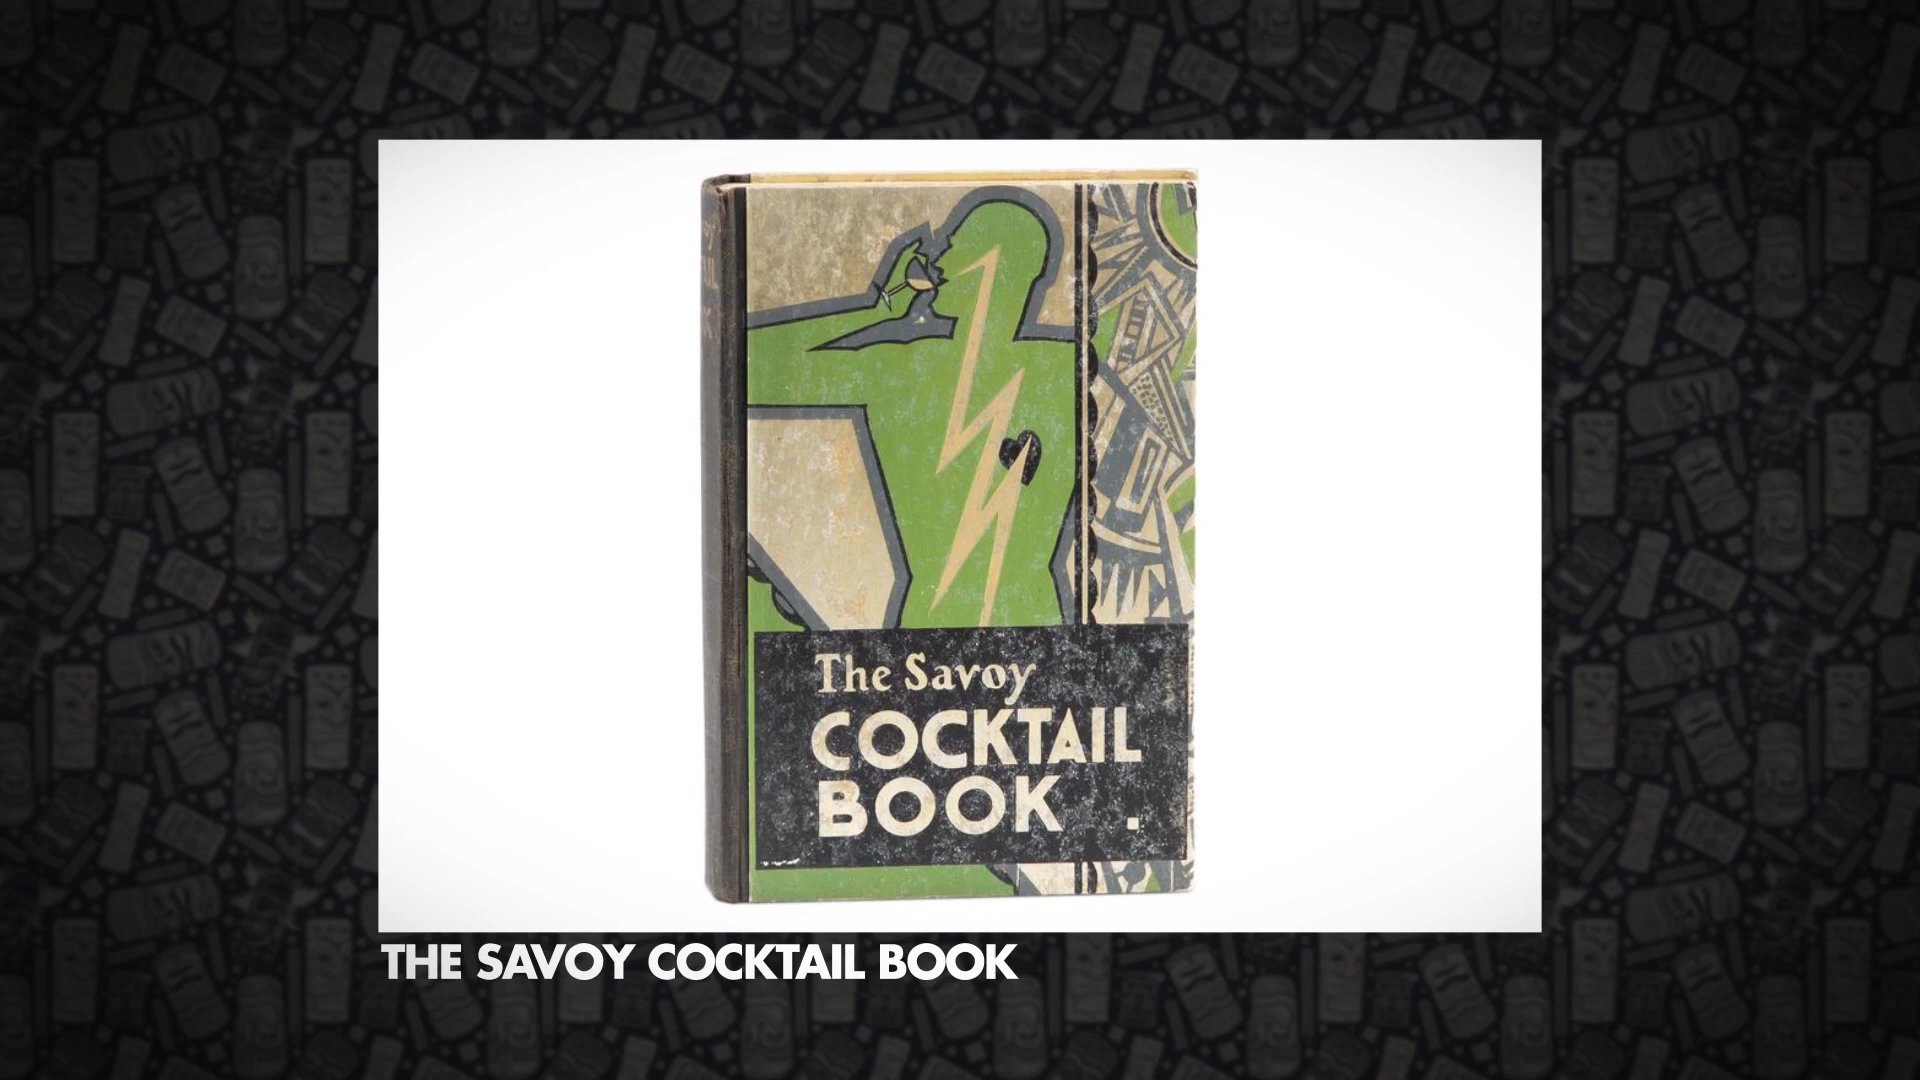 The Savoy
COCKTAIL
BOOK .
THE SAVOY COCKTAIL BOOK